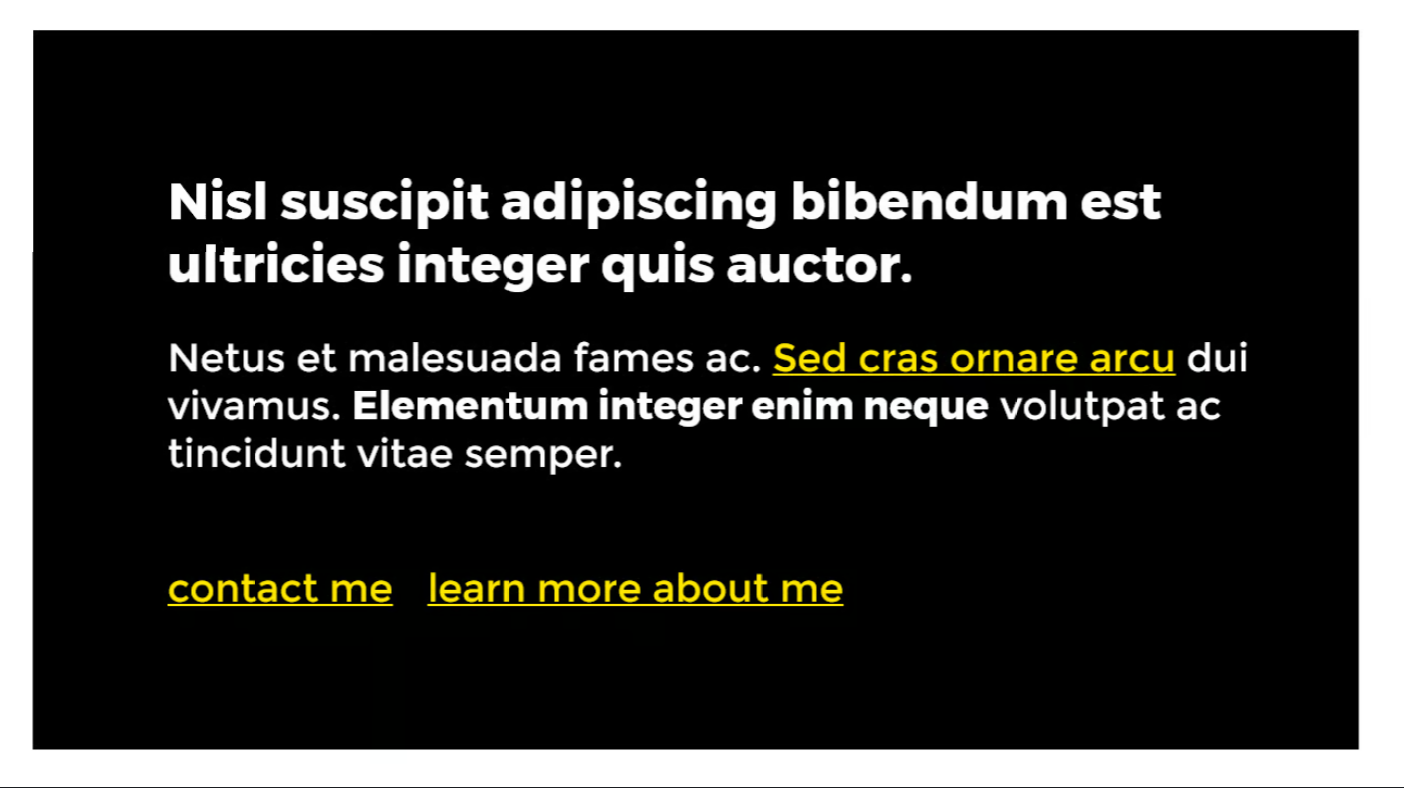 Nisl suscipit adipiscing bibendum est
ultricies integer quis auctor.
Netus et malesuada fames ac. Sed cras ornare arcu dui
vivamus. Elementum integer enim neque volutpat ac
tincidunt vitae semper.
contact me learn more about me